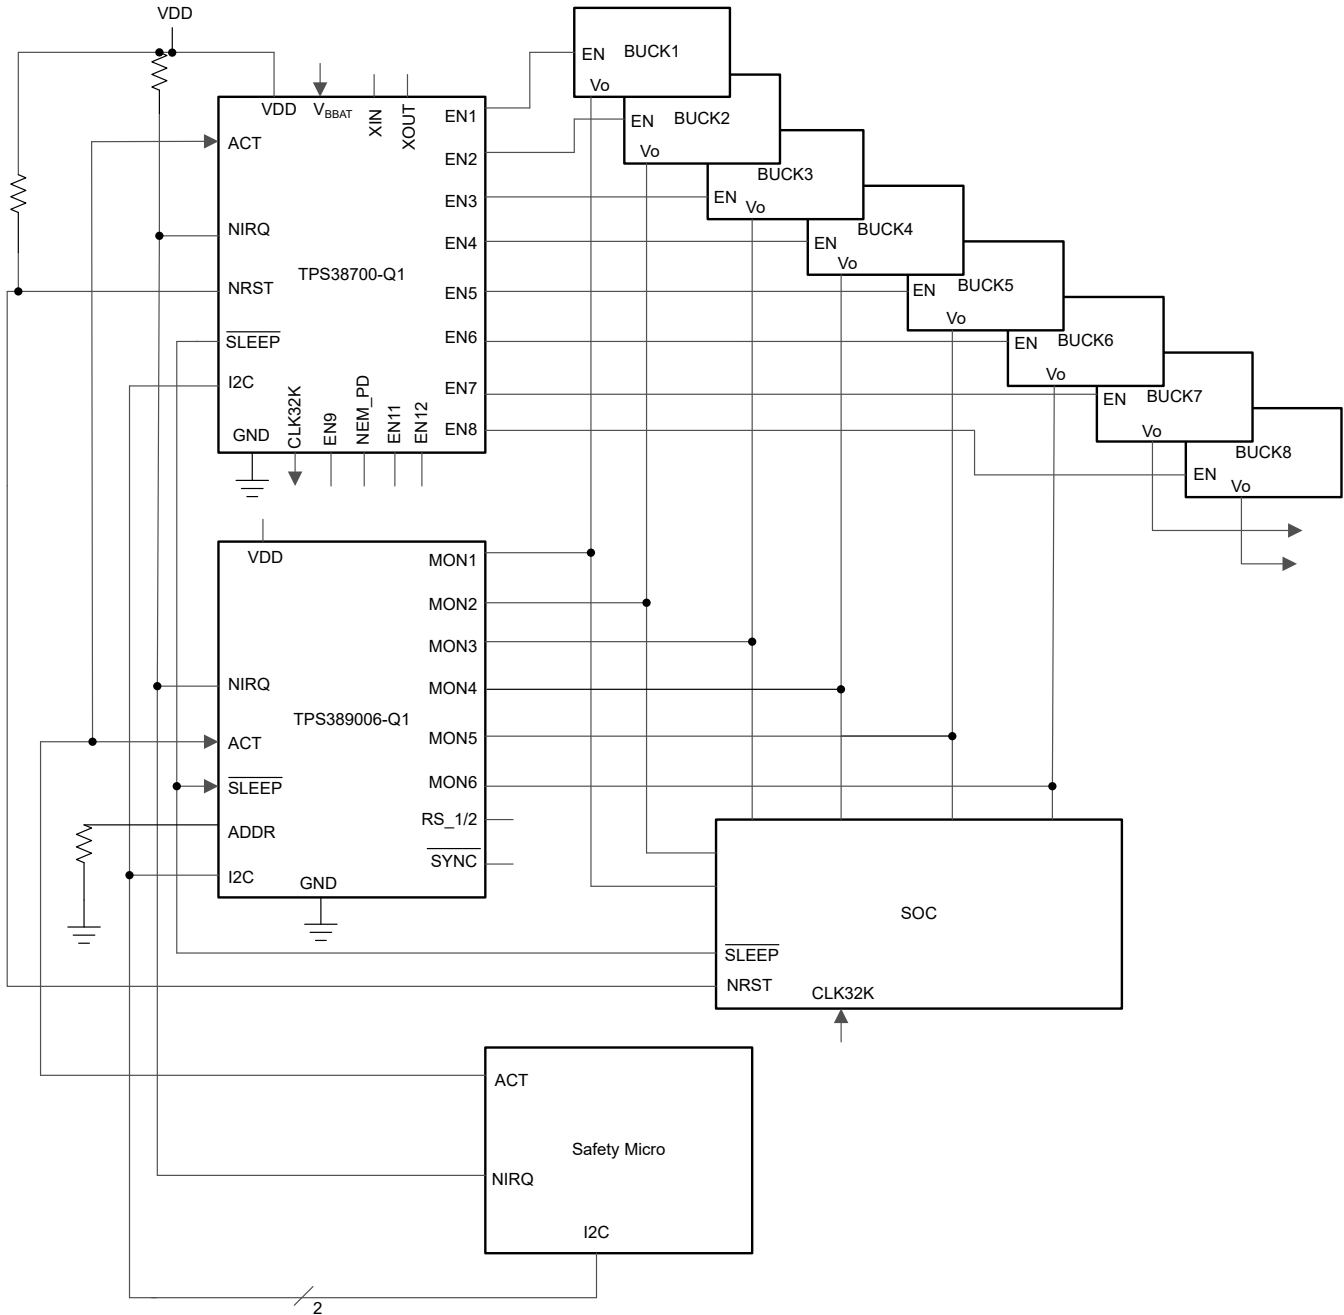 VDD
BUCK1
EN
Vo
BUCK2
EN
Vo
BUCK3
EN
Vo
BUCK4
EN
Vo
BUCK5
EN
Vo
BUCK6
EN
Vo
BUCK7
EN
Vo
BUCK8
EN
Vo
VDD
VBBAT
XIN
XOUT
ACT
NIRQ
NRST
SLEEP
I2C
GND
TPS38700-Q1
EN1
EN2
EN3
EN4
EN5
EN6
EN7
EN8
CLK32K
EN9
NEM_PD
EN11
EN12
VDD
NIRQ
ACT
SLEEP
ADDR
I2C
GND
TPS389006-Q1
MON1
MON2
MON3
MON4
MON5
MON6
RS_1/2
SYNC
SOC
SLEEP
NRST
CLK32K
ACT
Safety Micro
NIRQ
I2C
2